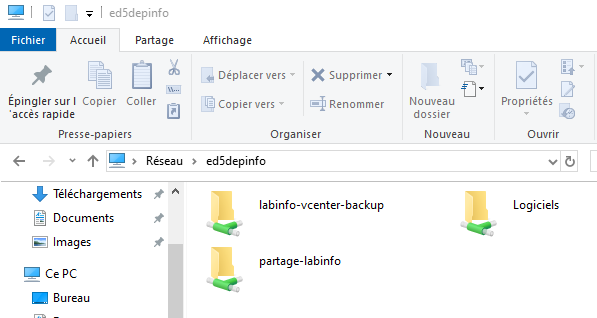 ed5depinfo
Fichier Accueil Partage Affichage
Épingler sur l
'accès rapide
Copier
Coller
Presse-papiers
Déplacer vers
Copier vers
Supprimer
Renommer
Organiser
Nouveau
dossier
Nouveau
Propriétés
Ouvrir
Réseau ed5depinfo
Téléchargements
Documents
Images
Ce PC
Bureau
labinfo-vcenter-backup
Logiciels
partage-labinfo